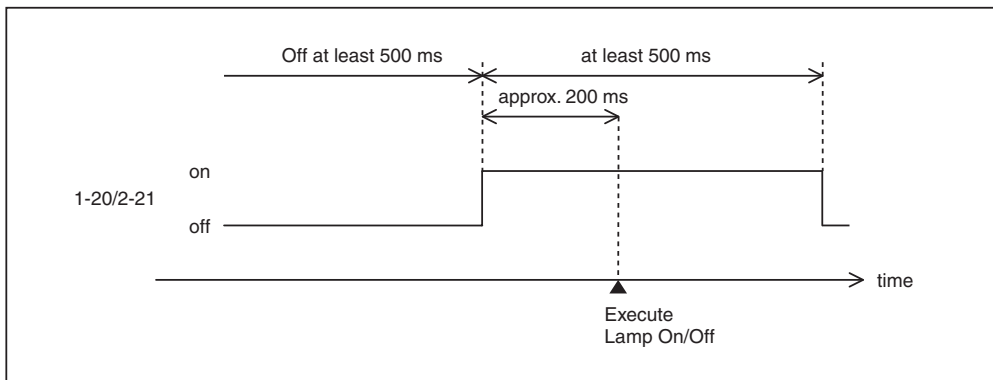 Off at least 500 ms
at least 500 ms
approx. 200 ms
on
1-20/2-21
off
time
Execute
Lamp On/Off